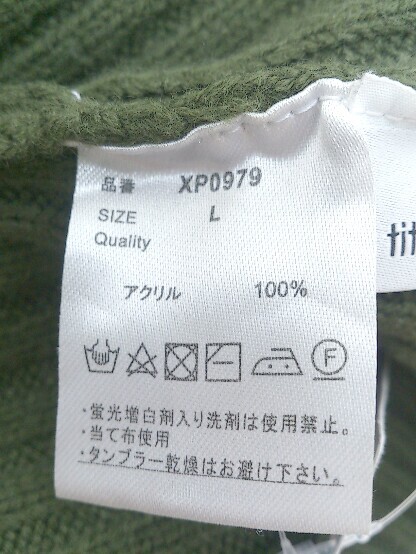 品番 XP0979
SIZE L
Quality
アクリル 100%
F
・蛍光増白剤入り洗剤は使用禁止。
・当て布使用
・タンブラー乾燥はお避け下さい。
tit